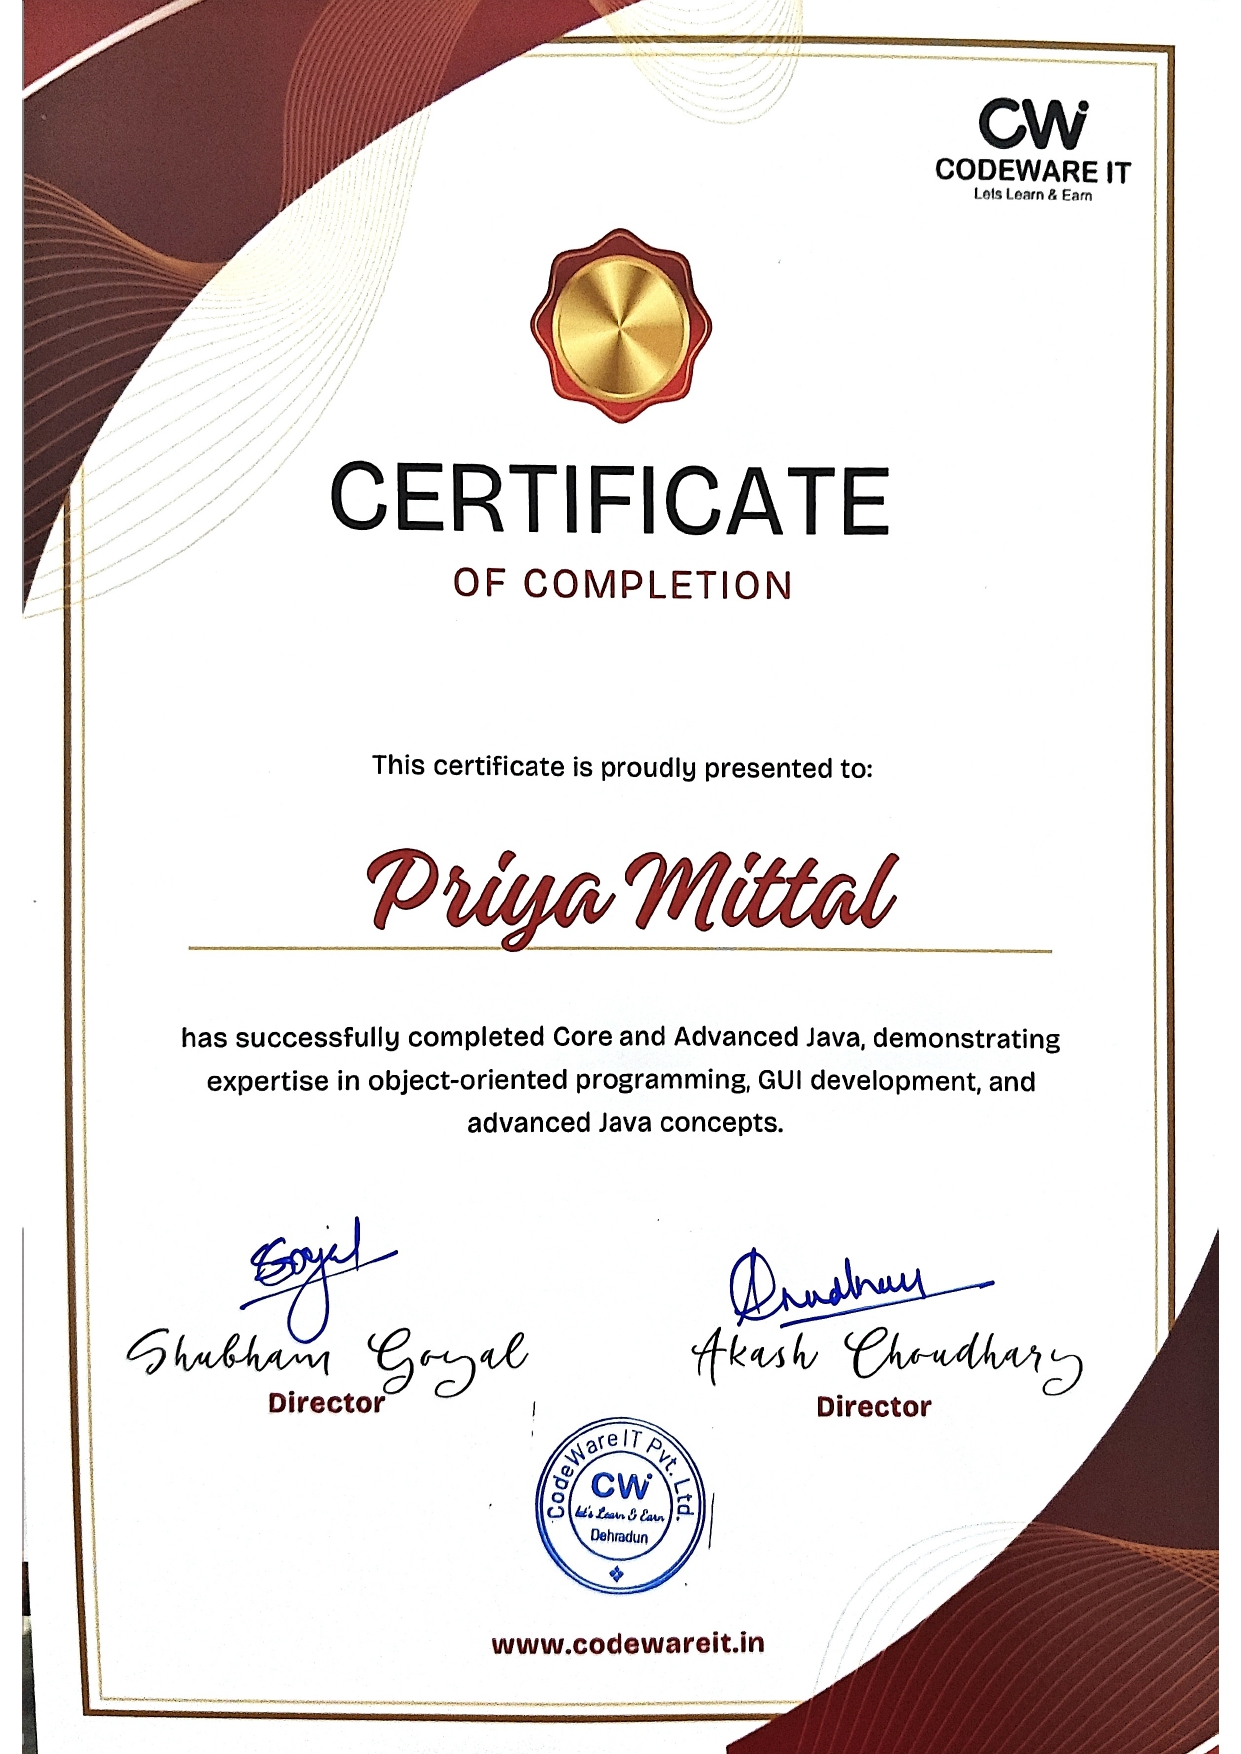 CWi
CODEWARE IT
Lets Learn & Earn
CERTIFICATE
OF COMPLETION
This certificate is proudly presented to:
Priya Mittal
has successfully completed Core and Advanced Java, demonstrating
expertise in object-oriented programming, GUI development, and
advanced Java concepts.
Goyal
Choudhary
Shubham Goyal
Akash Choudhary
Director
Director
CodeWare IT Pvt. Ltd.
CWi
Let's Learn & Earn
Dehradun
www.codewareit.in